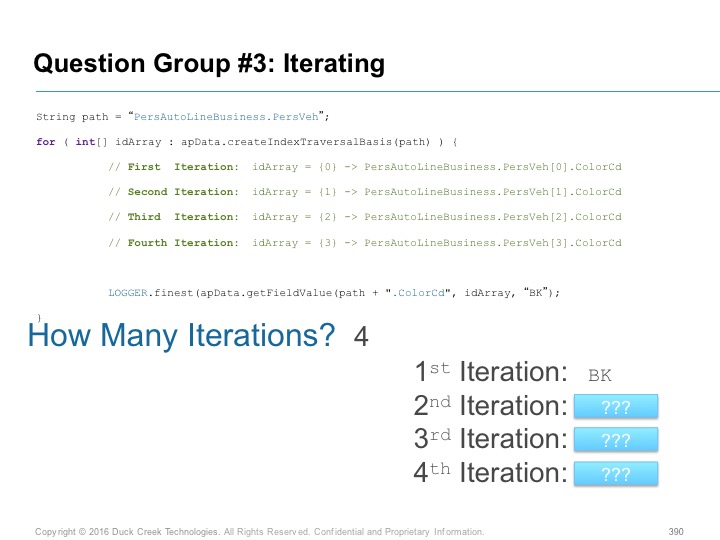 Question Group #3: Iterating
String path = “PersAutoLineBusiness.PersVeh”;
for ( int[] idArray : apData.createIndexTraversalBasis(path) ) {
// First Iteration: idArray = {0} -> PersAutoLineBusiness.PersVeh[0].ColorCd
// Second Iteration: idArray = {1} -> PersAutoLineBusiness.PersVeh[1].ColorCd
// Third Iteration: idArray = {2} -> PersAutoLineBusiness.PersVeh[2].ColorCd
// Fourth Iteration: idArray = {3} -> PersAutoLineBusiness.PersVeh[3].ColorCd
LOGGER.finest(apData.getFieldValue(path + ".ColorCd", idArray, “BK”);
}
How Many Iterations? 4
1st Iteration: BK
2nd Iteration: ???
3rd Iteration: ???
4th Iteration: ???
Copyright © 2016 Duck Creek Technologies. All Rights Reserved. Confidential and Proprietary Information. 390